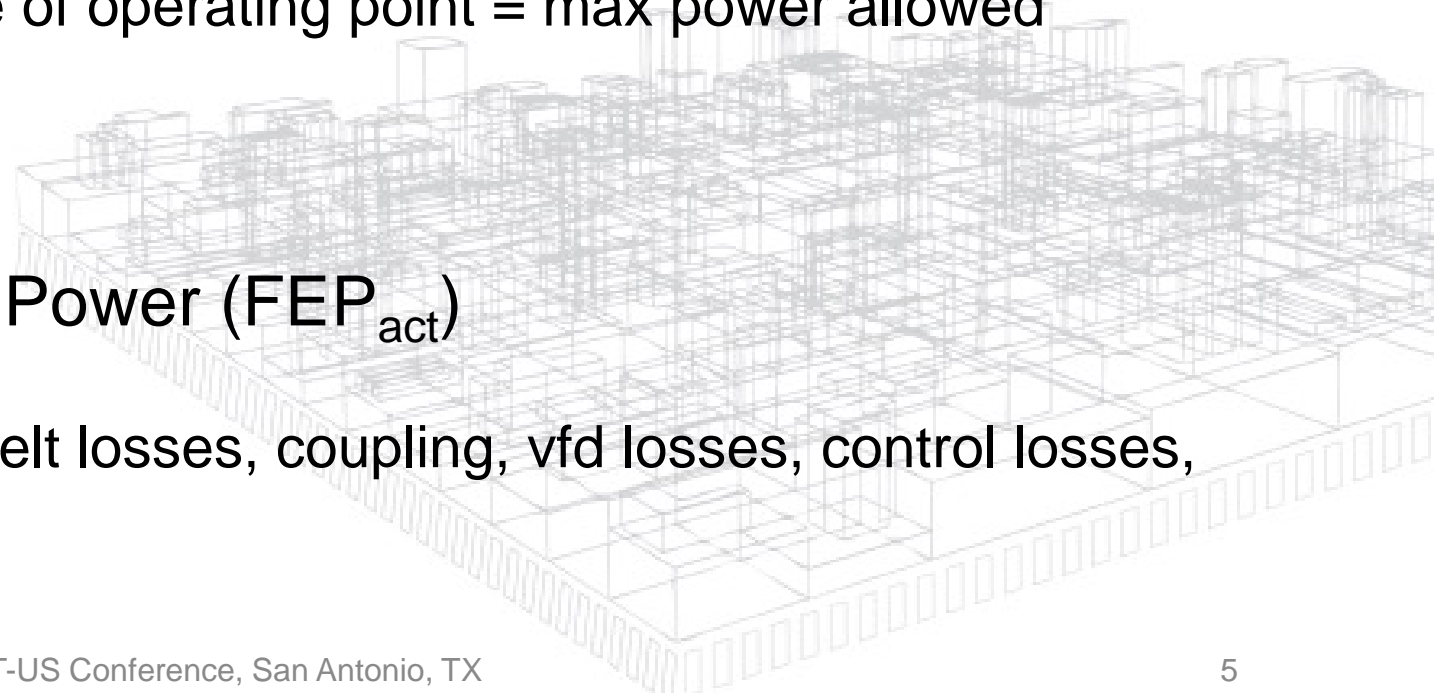 e of operating point = max power allowed
Power (FEPact)
elt losses, coupling, vfd losses, control losses,
T-US Conference, San Antonio, TX
5